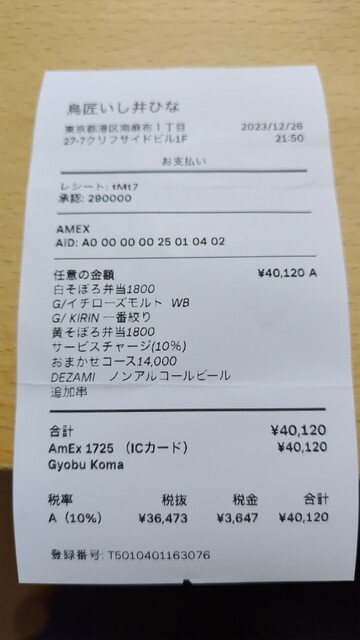 鳥匠いし井ひな
東京都港区南麻布1丁目 2023/12/26
27-7クリフサイドビル1F 21:50
お支払い
レシート: tMt7
承認: 290000
AMEX
AID: A0 00 00 00 25 01 04 02
任意の金額 ¥40,120 A
白そぼろ弁当1800
G/イチローズモルト WB
G/ KIRIN 一番絞り
黄そぼろ弁当1800
サービスチャージ(10%)
おまかせコース14,000
DEZAMI ノンアルコールビール
追加串
合計 ¥40,120
AmEx 1725 (ICカード) ¥40,120
Gyobu Koma
税率 税抜 税金 合計
A (10%) ¥36,473 ¥3,647 ¥40,120
登録番号: T5010401163076